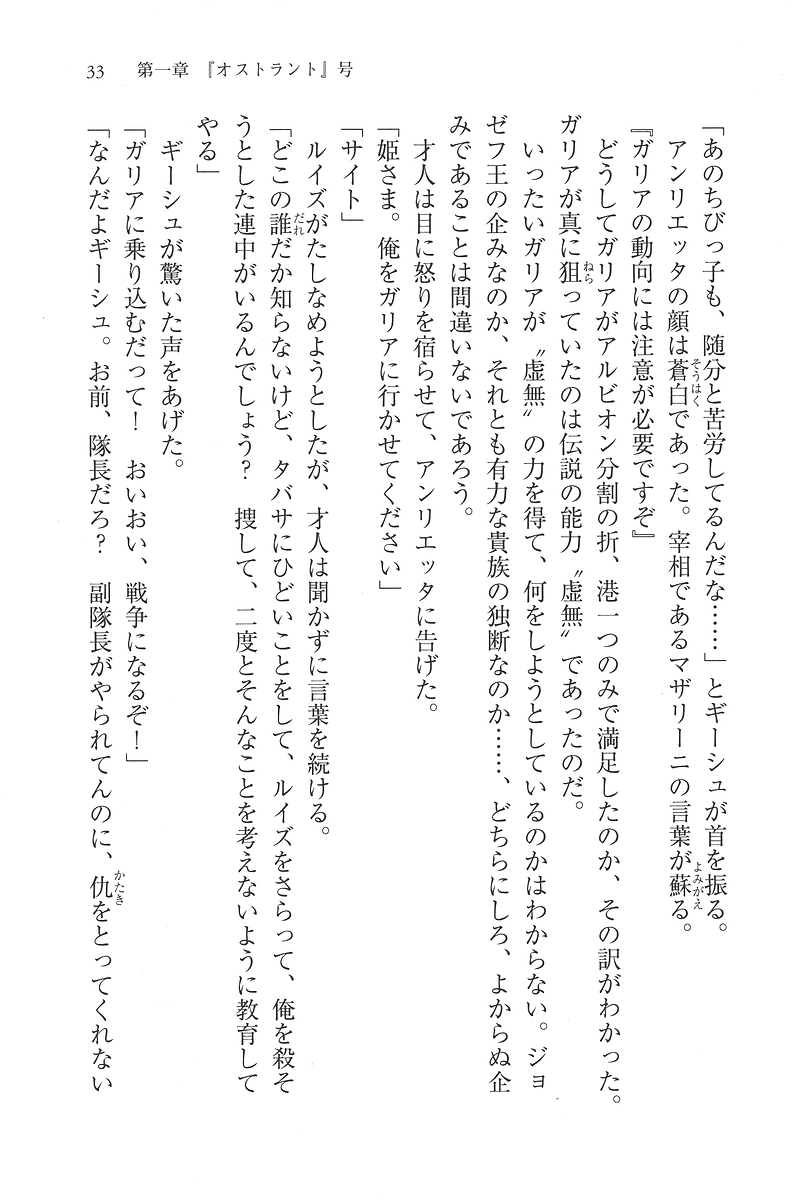 33　第一章　『オストラント』号
「あのちびっ子も、随分と苦労してるんだな……」とギーシュが首を振る。
　アンリエッタの顔は蒼白であった。宰相であるマザリーニの言葉が蘇る。
『ガリアの動向には注意が必要ですぞ』
　どうしてガリアがアルビオン分割の折、港一つのみで満足したのか、その訳がわかった。
ガリアが真に狙っていたのは伝説の能力〝虚無〟であったのだ。
　いったいガリアが〝虚無〟の力を得て、何をしようとしているのかはわからない。ジョ
ゼフ王の企みなのか、それとも有力な貴族の独断なのか……、どちらにしろ、よからぬ企
みであることは間違いないであろう。
　才人は目に怒りを宿らせて、アンリエッタに告げた。
「姫さま。俺をガリアに行かせてください」
「サイト」
　ルイズがたしなめようとしたが、才人は聞かずに言葉を続ける。
「どこの誰だか知らないけど、タバサにひどいことをして、ルイズをさらって、俺を殺そ
うとした連中がいるんでしょう？　捜して、二度とそんなことを考えないように教育して
やる」
　ギーシュが驚いた声をあげた。
「ガリアに乗り込むだって！　おいおい、戦争になるぞ！」
「なんだよギーシュ。お前、隊長だろ？　副隊長がやられてんのに、仇をとってくれない